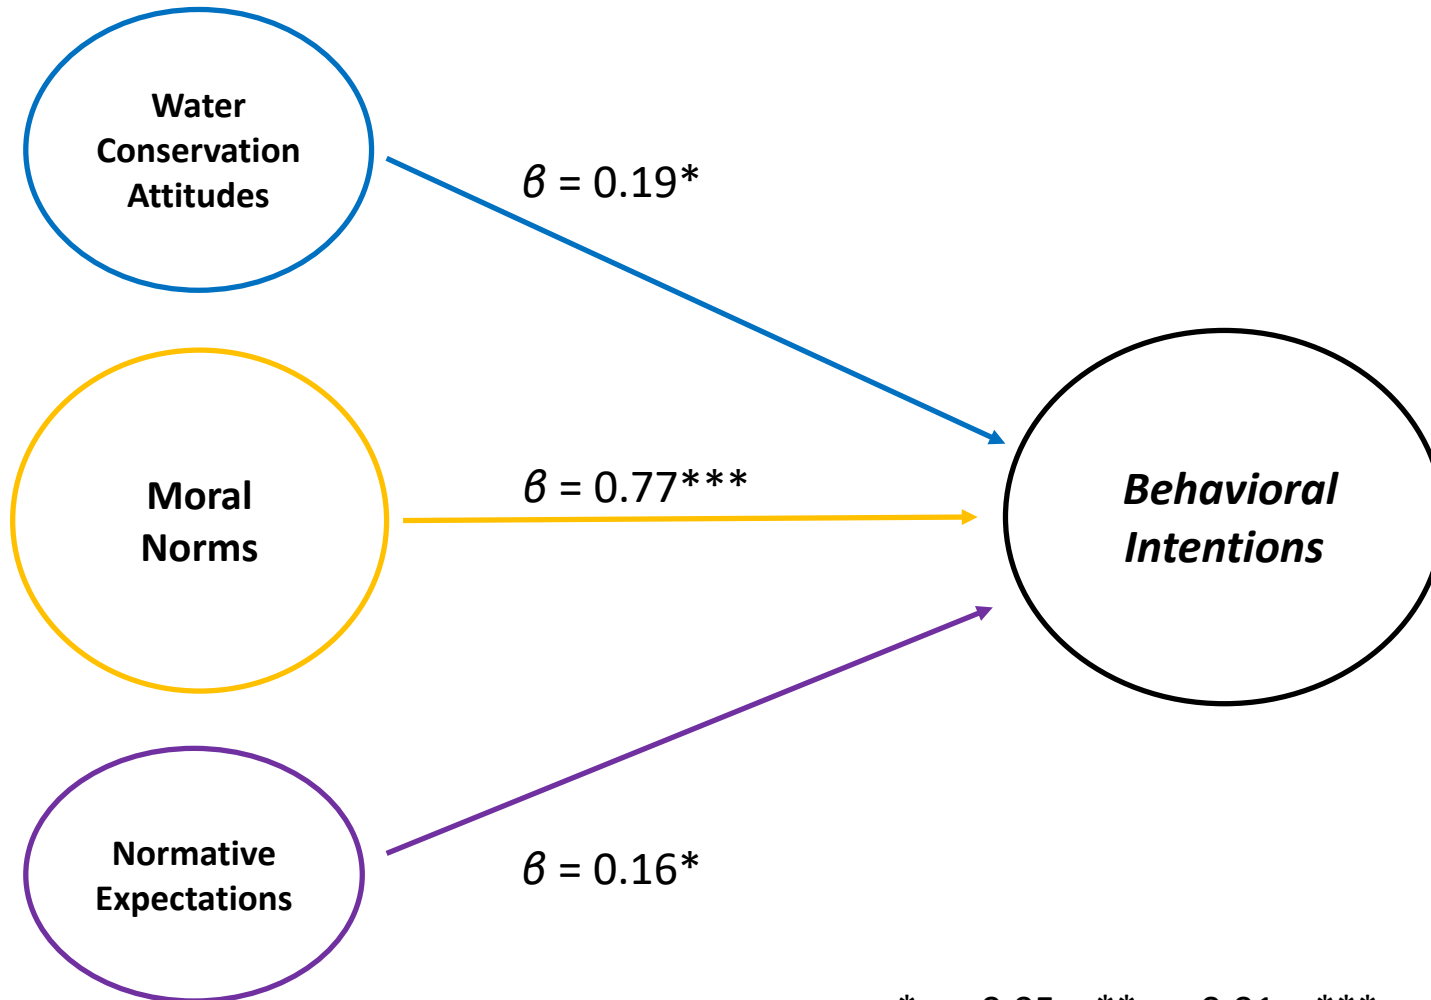 Water
Conservation
Attitudes
β = 0.19*
Moral
Norms
β = 0.77***
Behavioral
Intentions
Normative
Expectations
β = 0.16*